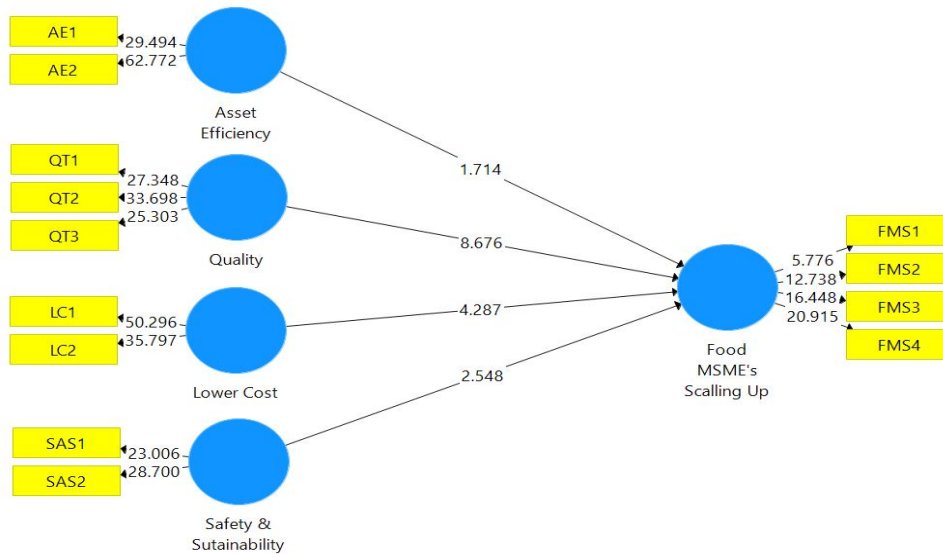 AE1
29.494
AE2
62.772
Asset
Efficiency
1.714
QT1
27.348
QT2
33.698
QT3
25.303
Quality
8.676
LC1
50.296
LC2
35.797
Lower Cost
4.287
SAS1
23.006
SAS2
28.700
Safety &
Sutainability
2.548
Food
MSME's
Scalling Up
FMS1
5.776
FMS2
12.738
FMS3
16.448
FMS4
20.915